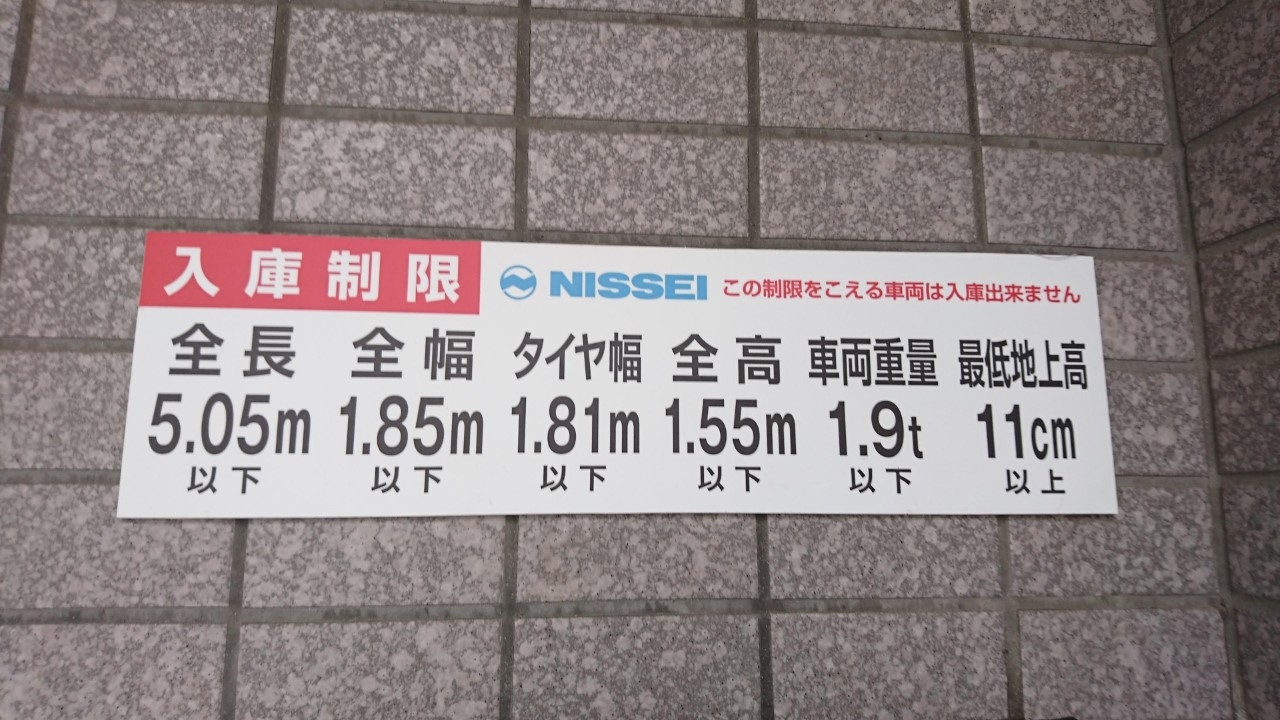 入庫制限 NISSEI この制限をこえる車両は入庫出来ません
全長 全幅 タイヤ幅 全高 車両重量 最低地上高
5.05m 1.85m 1.81m 1.55m 1.9t 11cm
以下 以下 以下 以下 以下 以上